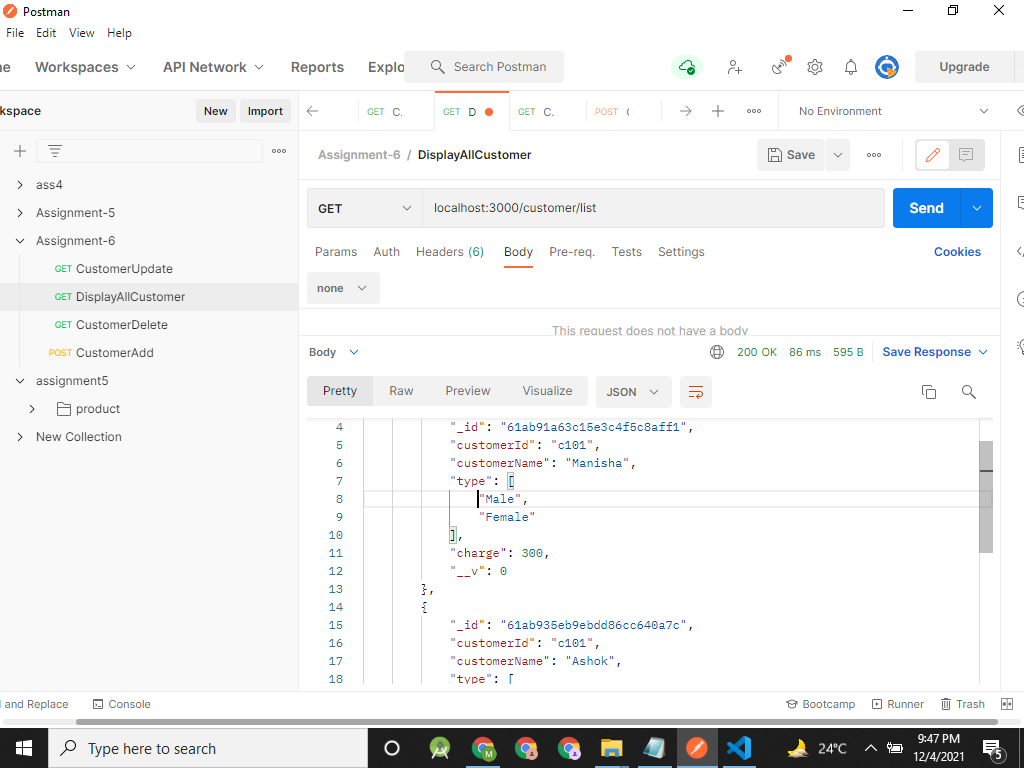 Postman
File Edit View Help
ne Workspaces API Network Reports Explo Search Postman Upgrade
kspace New Import
GET C. GET D GET C. POST ( No Environment
Assignment-6 / DisplayAllCustomer Save
ass4
Assignment-5
Assignment-6
GET CustomerUpdate
GET DisplayAllCustomer
GET CustomerDelete
POST CustomerAdd
assignment5
product
New Collection
GET localhost:3000/customer/list Send
Params Auth Headers (6) Body Pre-req. Tests Settings Cookies
none
This request does not have a body
Body 200 OK 86 ms 595 B Save Response
Pretty Raw Preview Visualize JSON
4 "_id": "61ab91a63c15e3c4f5c8aff1",
5 "customerId": "c101",
6 "customerName": "Manisha",
7 "type": [
8 "Male",
9 "Female"
10 ],
11 "charge": 300,
12 "__v": 0
13 },
14 {
15 "_id": "61ab935eb9ebdd86cc640a7c",
16 "customerId": "c101",
17 "customerName": "Ashok",
18 "type": [
and Replace Console Bootcamp Runner Trash
Type here to search 24°C 9:47 PM
12/4/2021
5